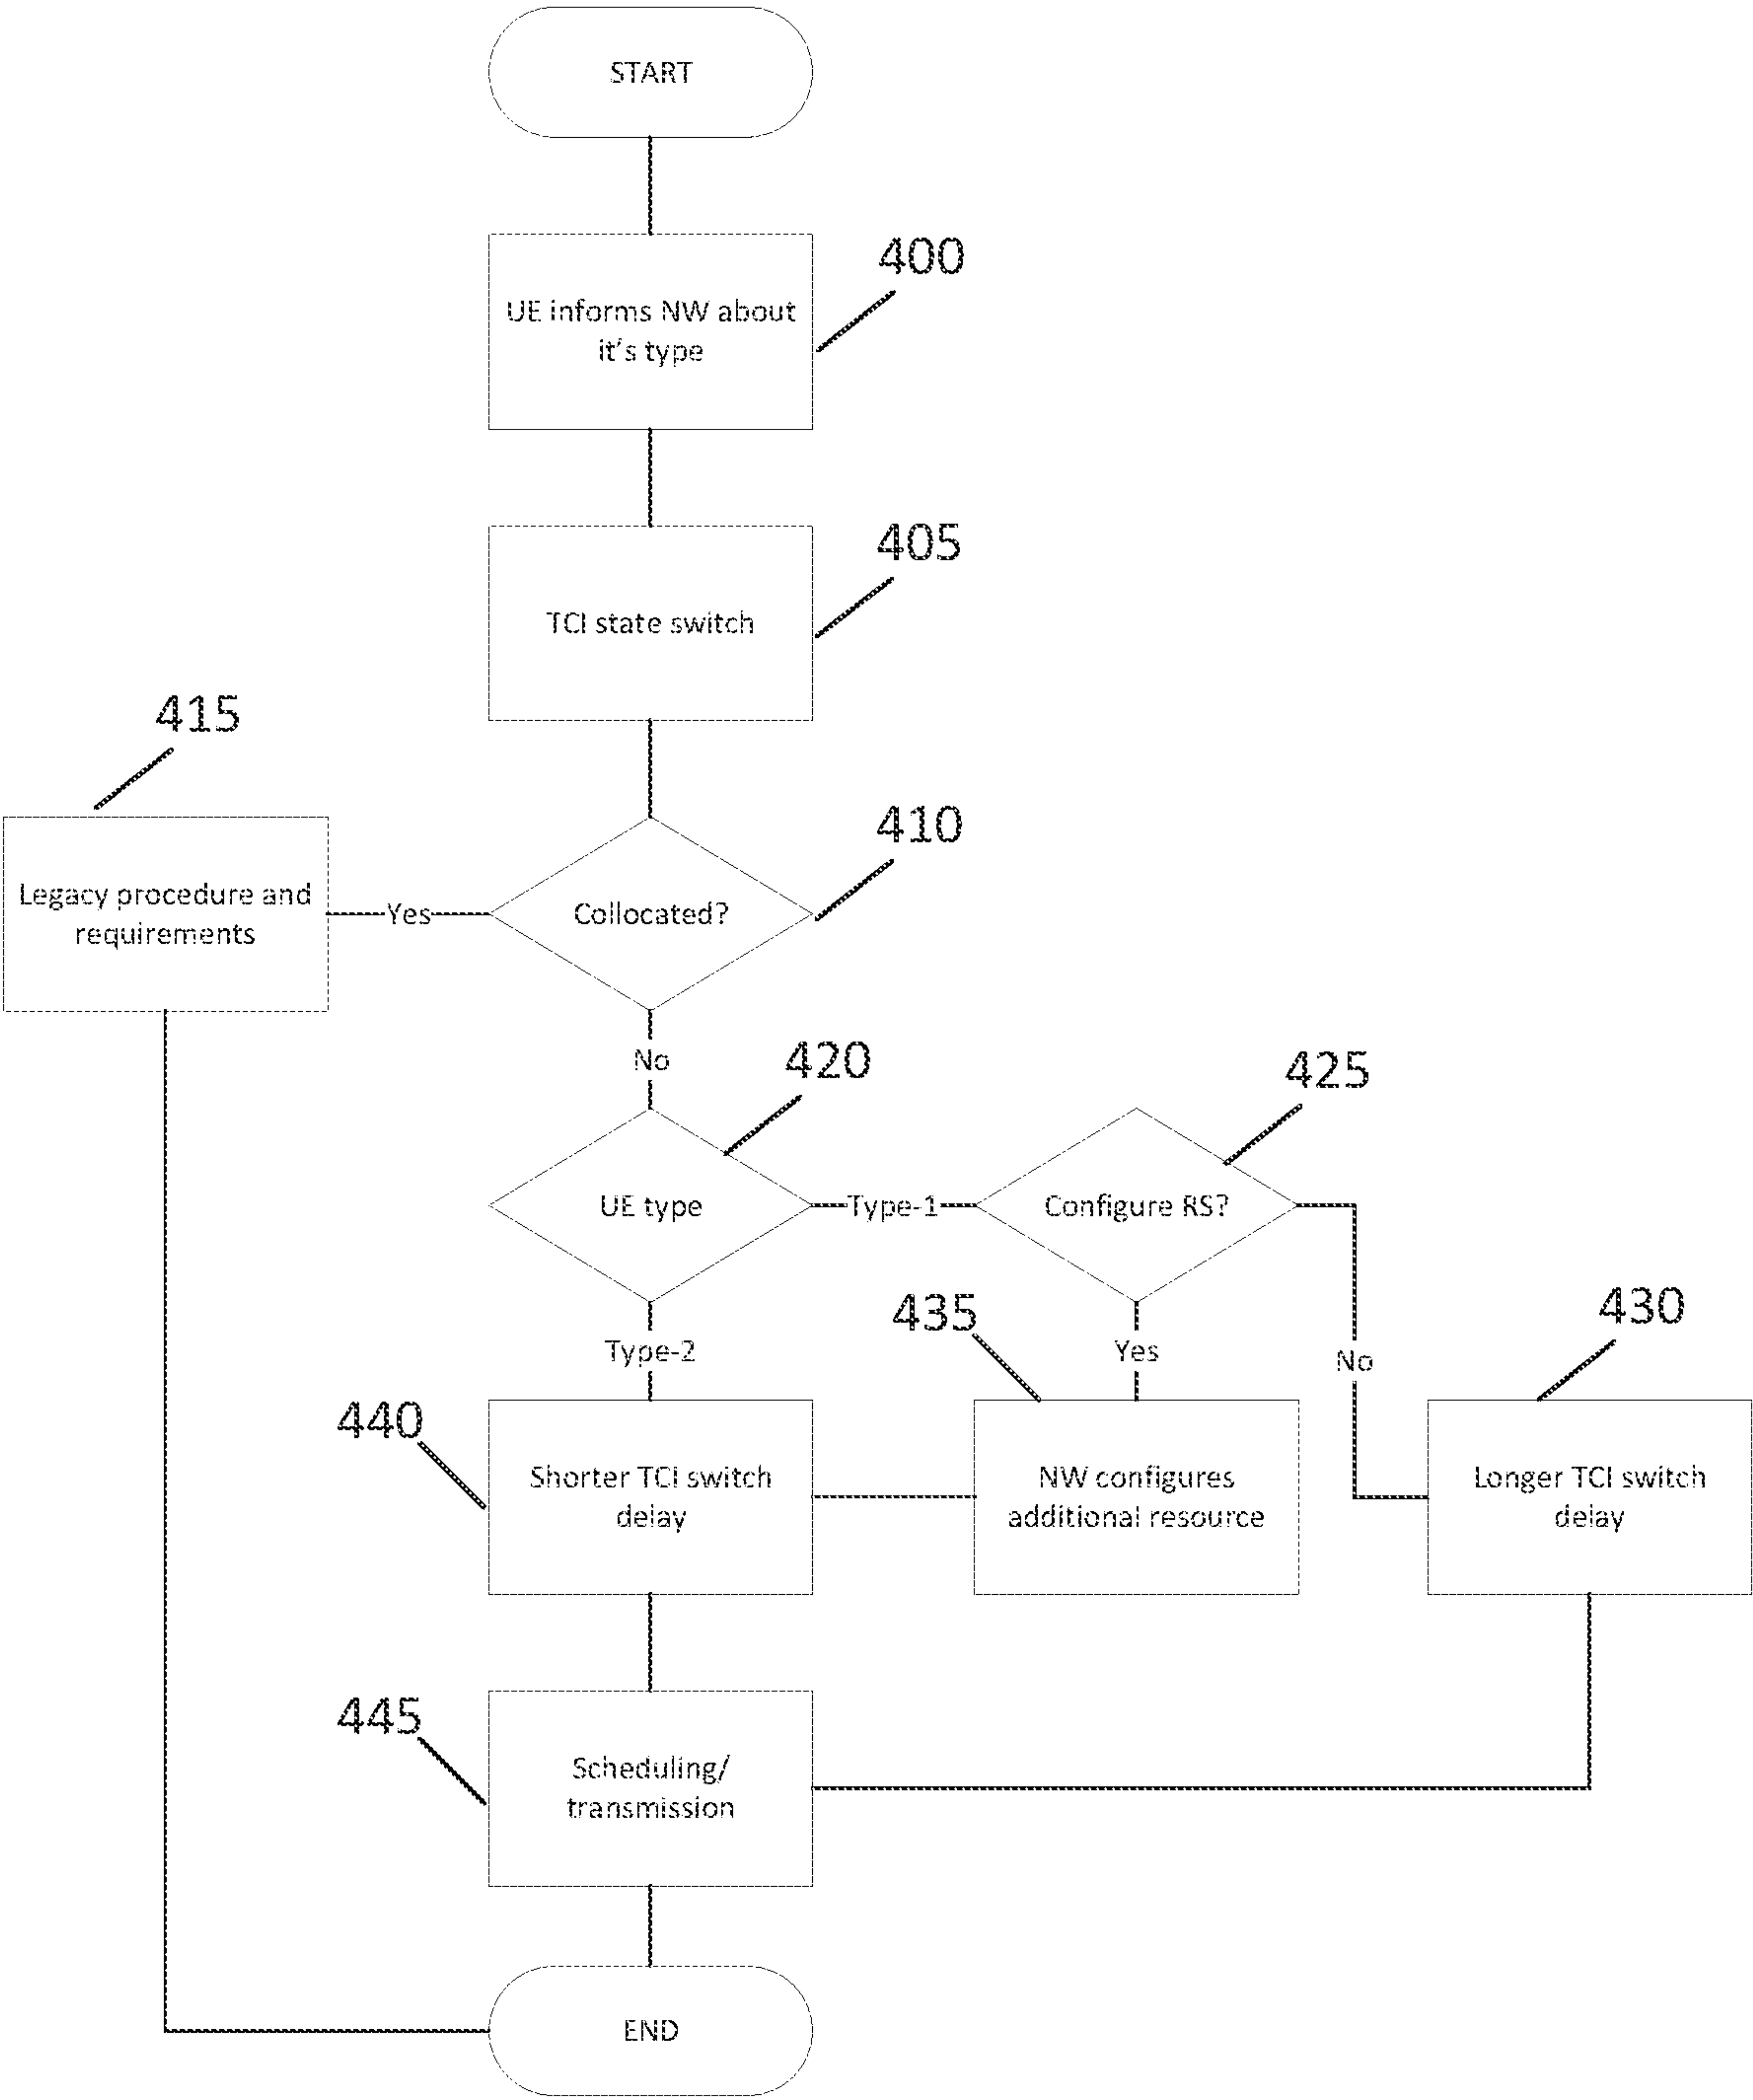 START
400
UE informs NW about
it's type
405
TCI state switch
415
410
Legacy procedure and
requirements
Yes
Collocated?
No
420
425
UE type
Type-1
Configure RS?
435
430
Type-2
Yes
No
440
Shorter TCI switch
delay
NW configures
additional resource
Longer TCI switch
delay
445
Scheduling/
transmission
END